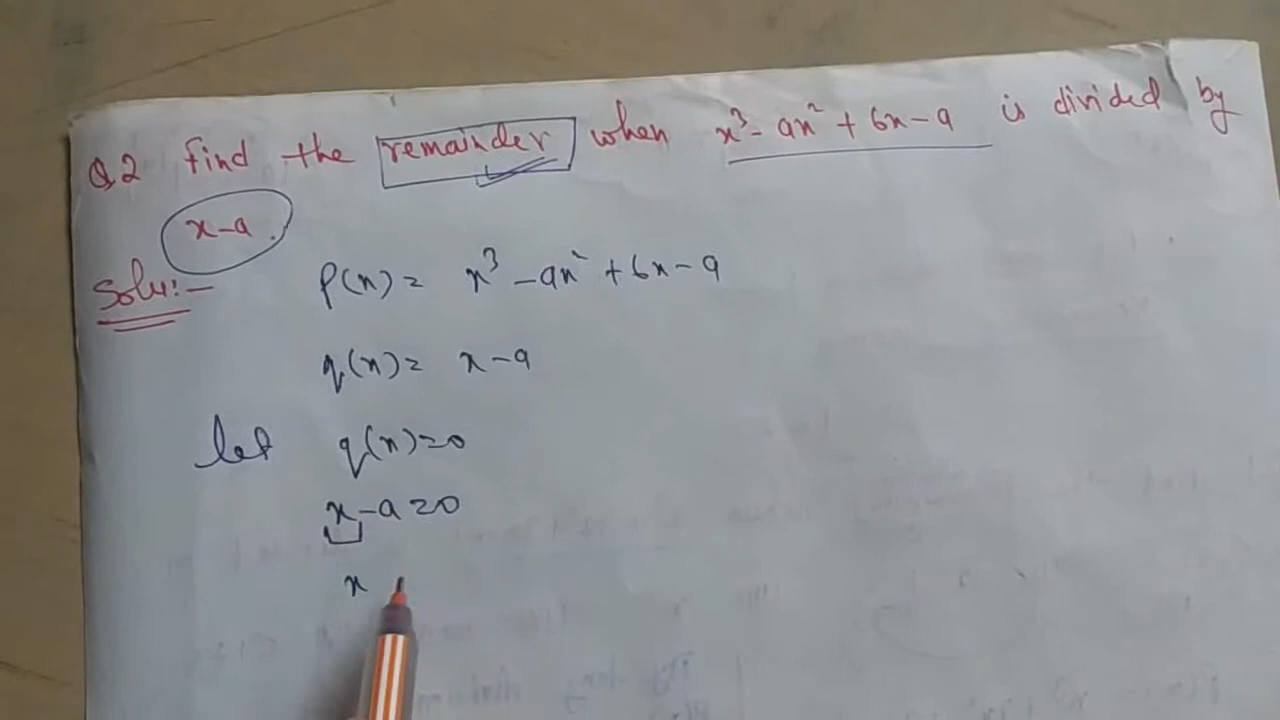 Q2 Find the remainder when x³ - ax² + 6x - a is divided by
x - a.
Solu:-
P(x) = x³ - ax² + 6x - a
q(x) = x - a
let q(x) = 0
x - a = 0
x